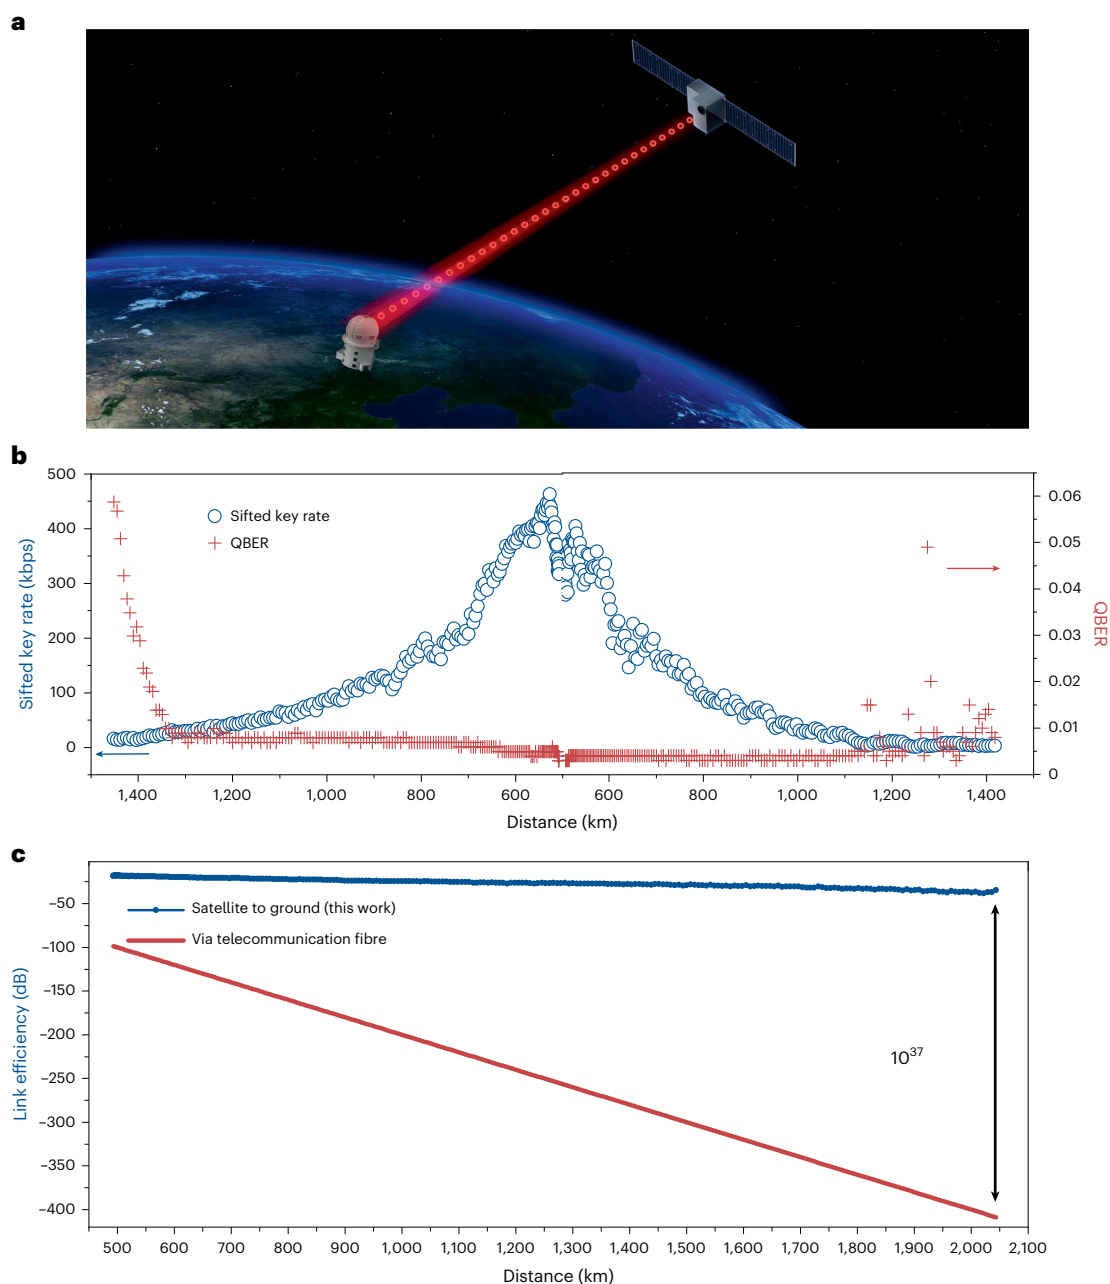 a
b
500
400
300
200
100
0
Sifted key rate (kbps)
Sifted key rate
QBER
0.06
0.05
0.04
0.03
0.02
0.01
0
QBER
1,400 1,200 1,000 800 600 600 800 1,000 1,200 1,400
Distance (km)
c
–50
–100
–150
–200
–250
–300
–350
–400
Link efficiency (dB)
Satellite to ground (this work)
Via telecommunication fibre
10³⁷
500 600 700 800 900 1,000 1,100 1,200 1,300 1,400 1,500 1,600 1,700 1,800 1,900 2,000 2,100
Distance (km)